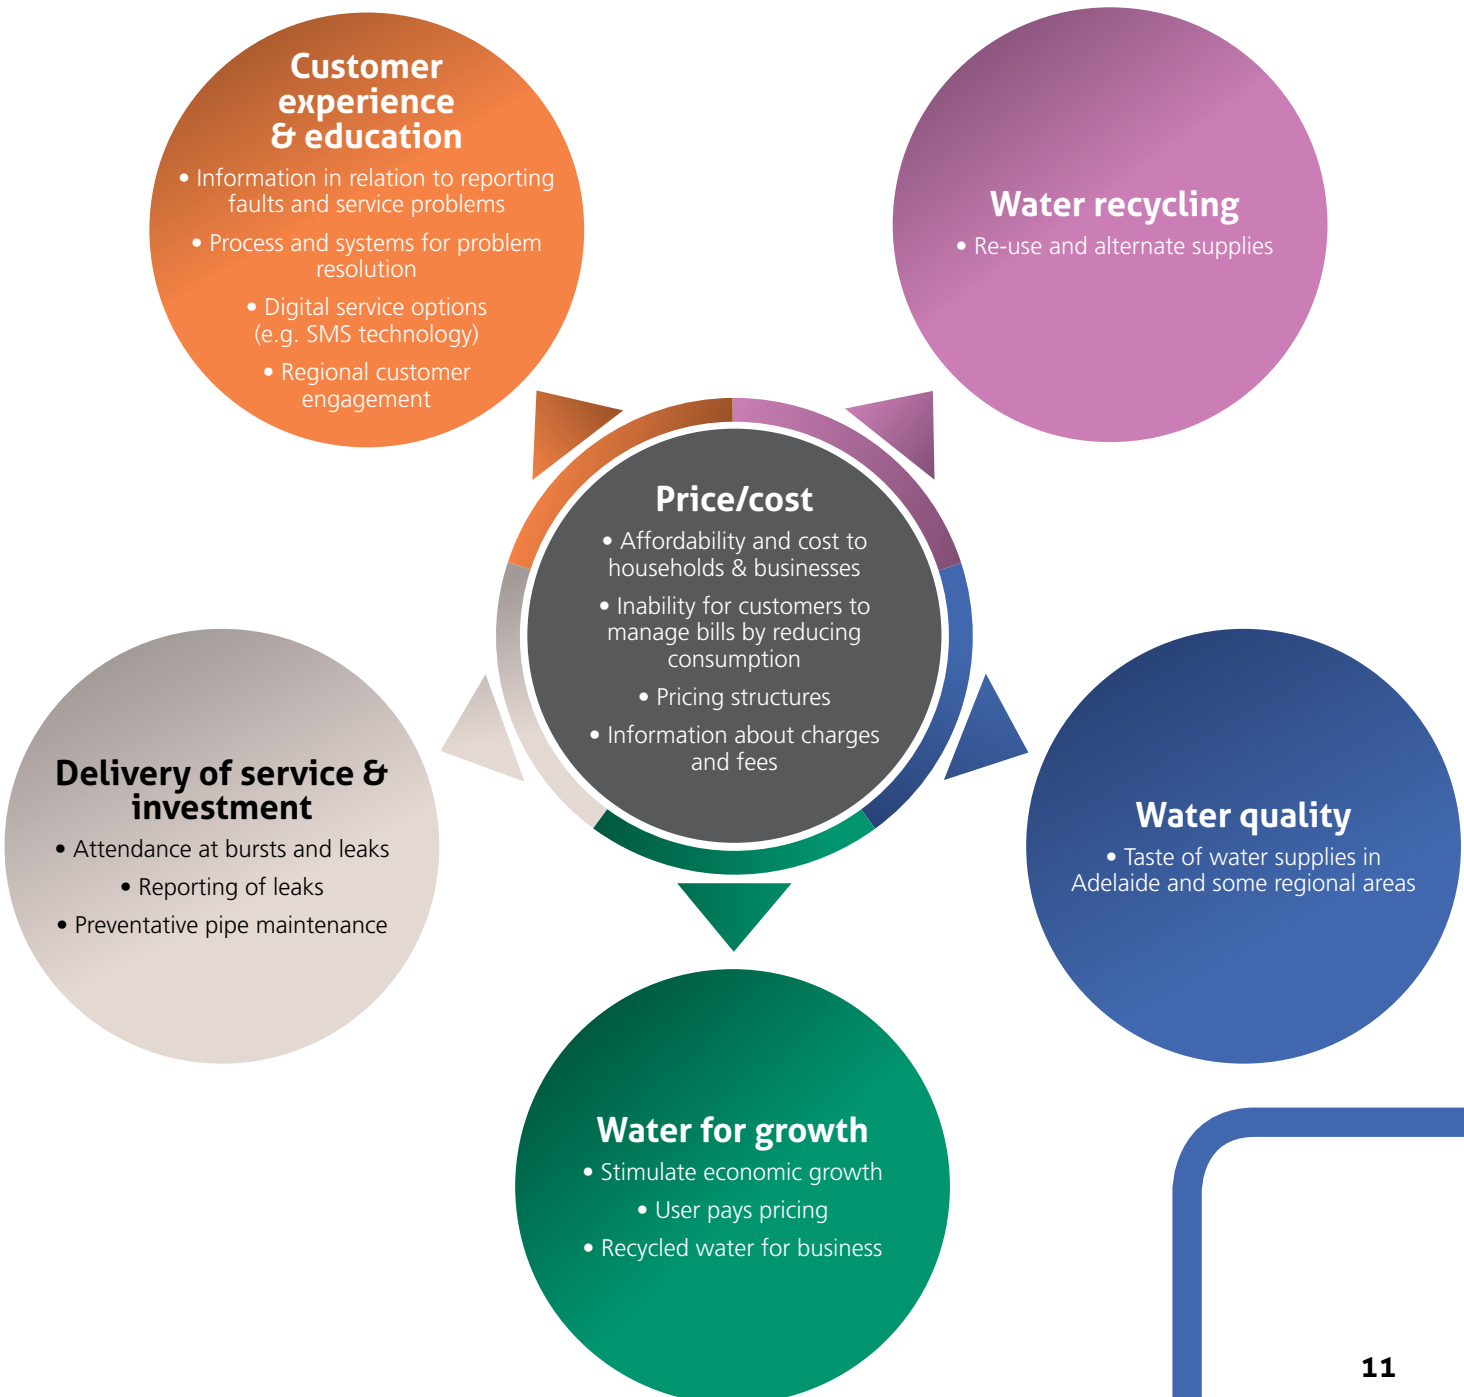 Customer
experience
& education
• Information in relation to reporting
faults and service problems
• Process and systems for problem
resolution
• Digital service options
(e.g. SMS technology)
• Regional customer
engagement
Water recycling
• Re-use and alternate supplies
Price/cost
• Affordability and cost to
households & businesses
• Inability for customers to
manage bills by reducing
consumption
• Pricing structures
• Information about charges
and fees
Delivery of service &
investment
• Attendance at bursts and leaks
• Reporting of leaks
• Preventative pipe maintenance
Water quality
• Taste of water supplies in
Adelaide and some regional areas
Water for growth
• Stimulate economic growth
• User pays pricing
• Recycled water for business
11